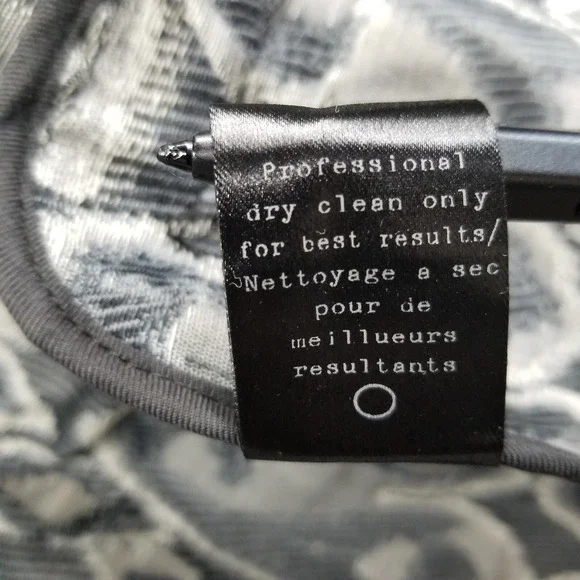 Professional
dry clean only
for best results/
Nettoyage a sec
pour de
meillueurs
resultants